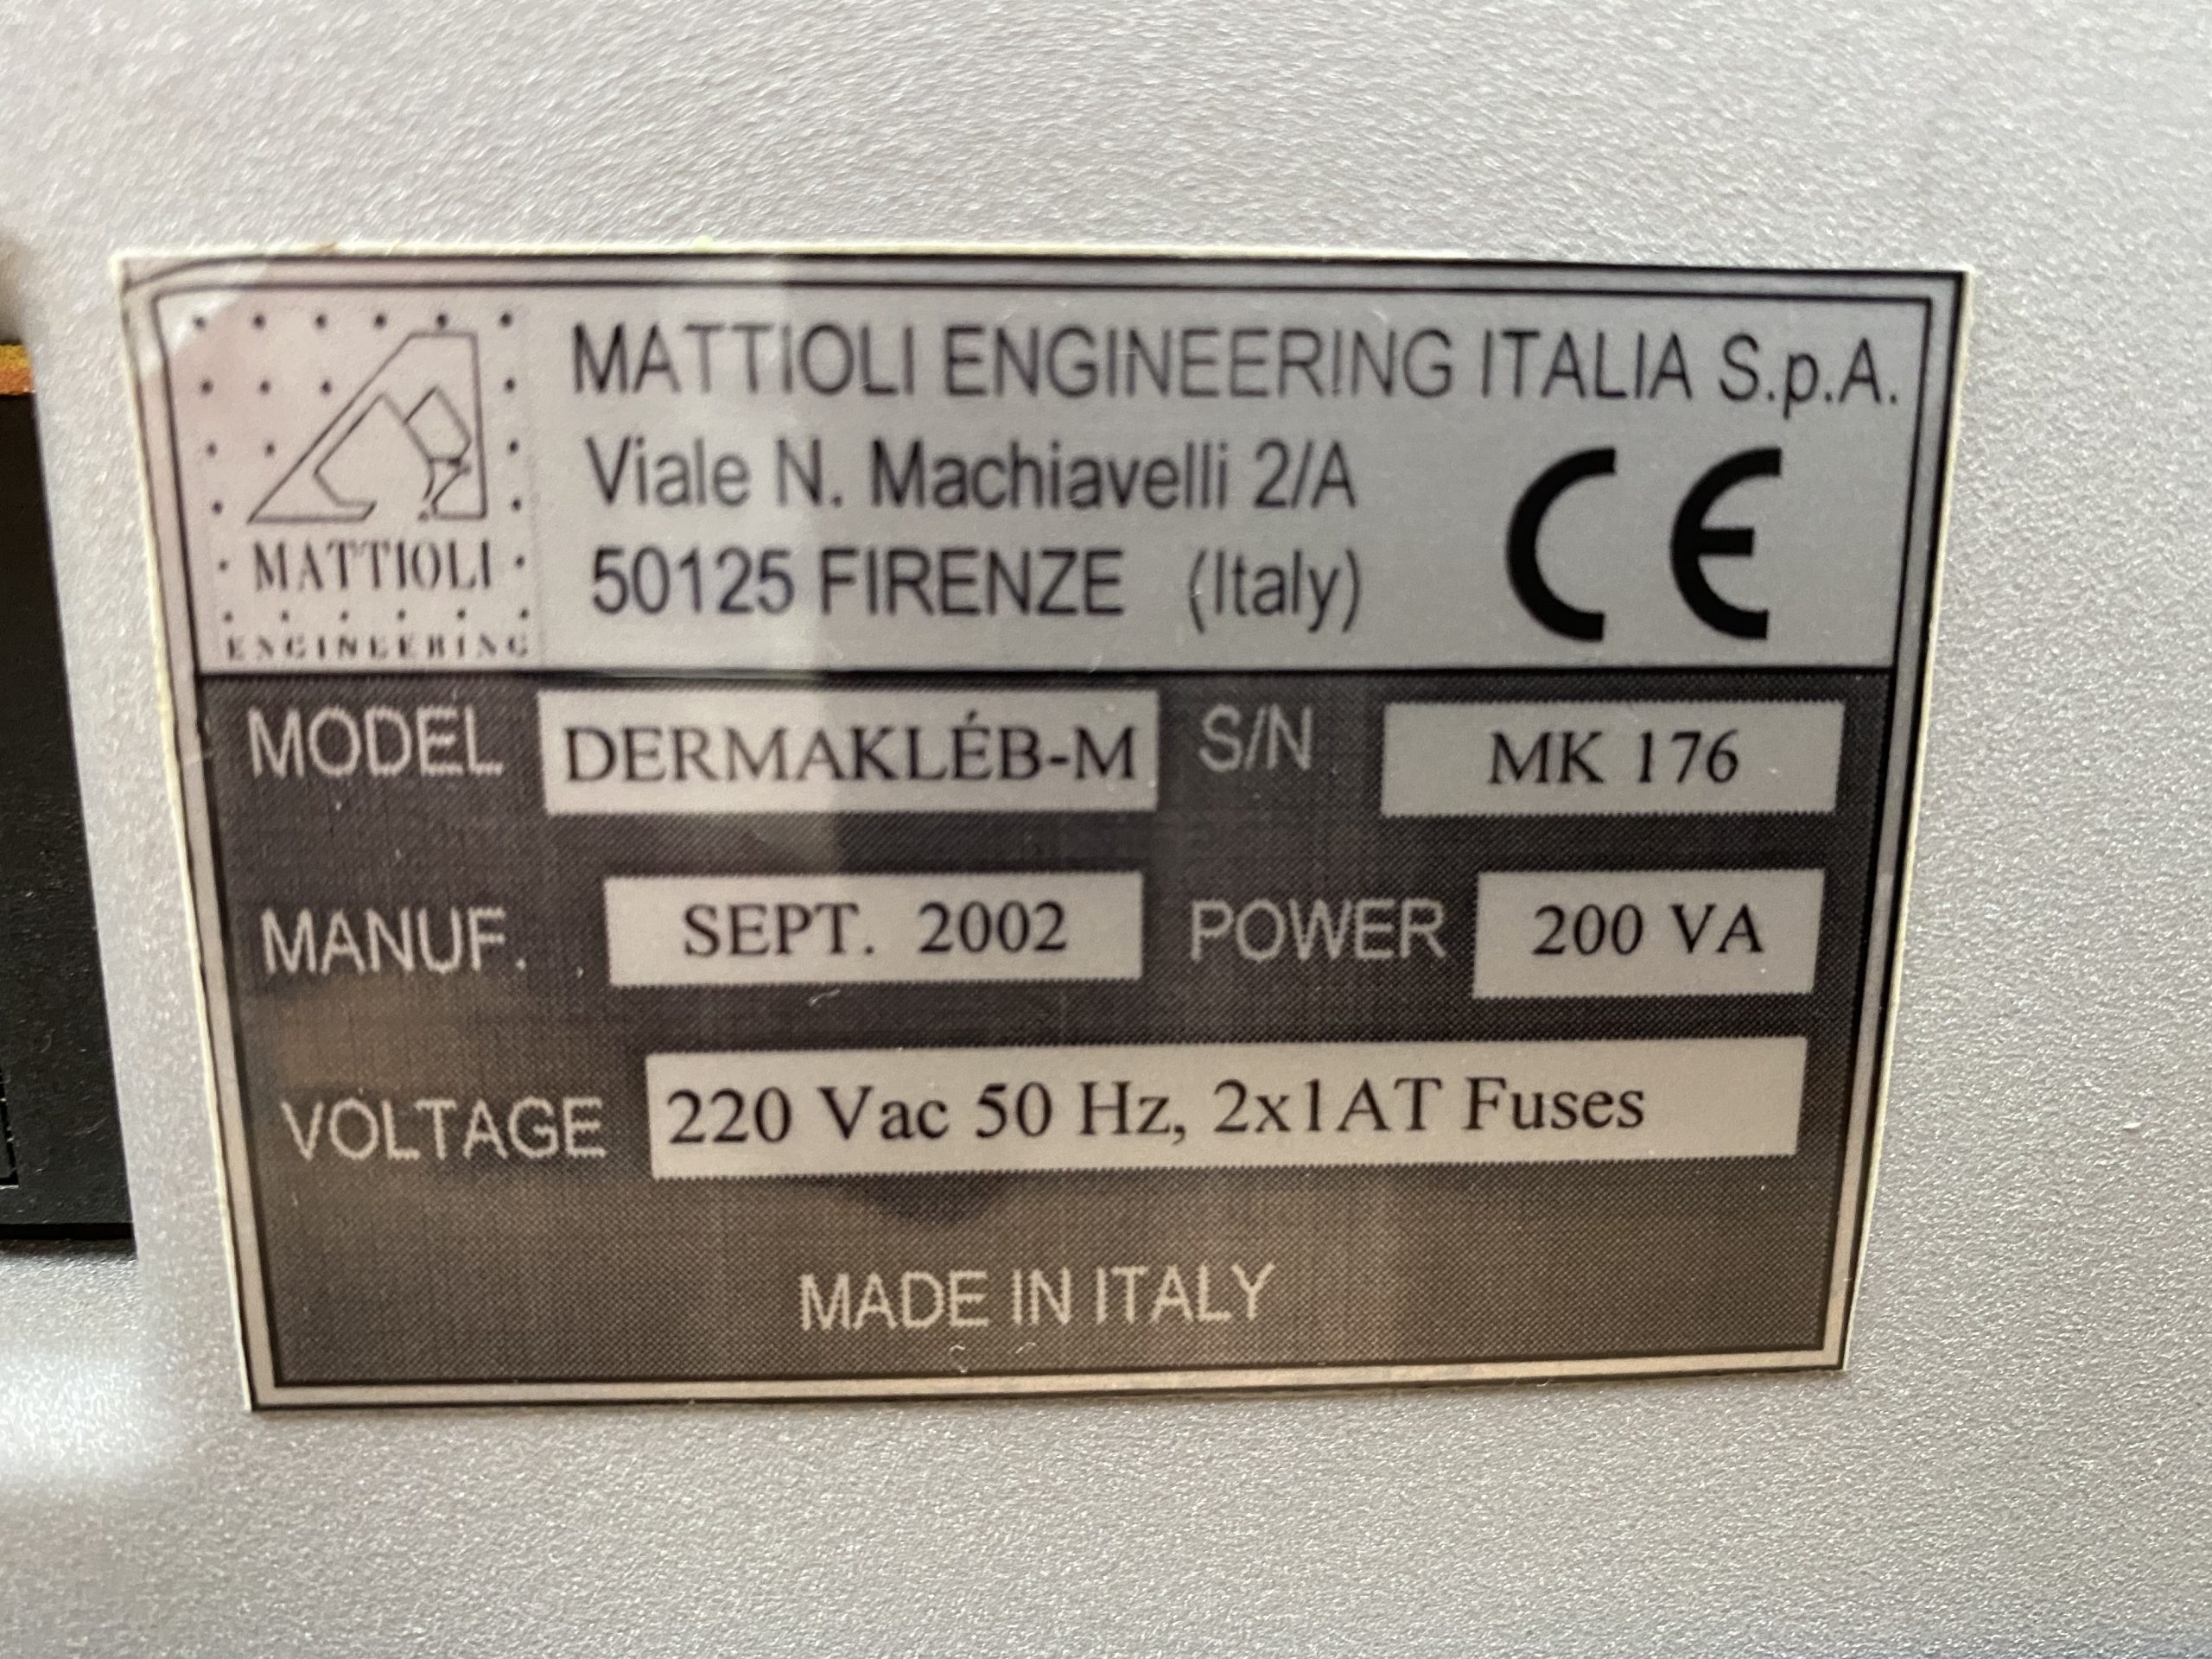 MATTIOLI ENGINEERING ITALIA S.p.A.
Viale N. Machiavelli 2/A
50125 FIRENZE (Italy)
CE
MATTIOLI
ENGINEERING
MODEL DERMAKLÉB-M S/N MK 176
MANUF. SEPT. 2002 POWER 200 VA
VOLTAGE 220 Vac 50 Hz, 2x1AT Fuses
MADE IN ITALY